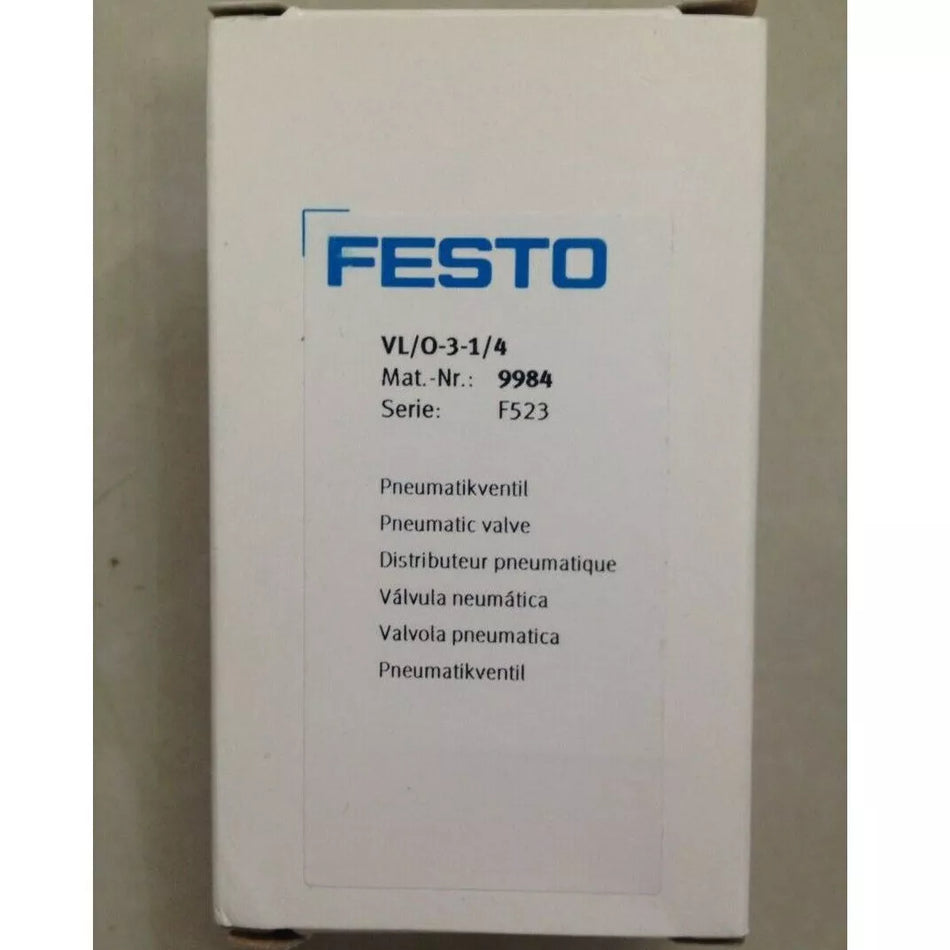 FESTO
VL/O-3-1/4
Mat.-Nr.: 9984
Serie: F523
Pneumatikventil
Pneumatic valve
Distributeur pneumatique
Válvula neumática
Valvola pneumatica
Pneumatikventil